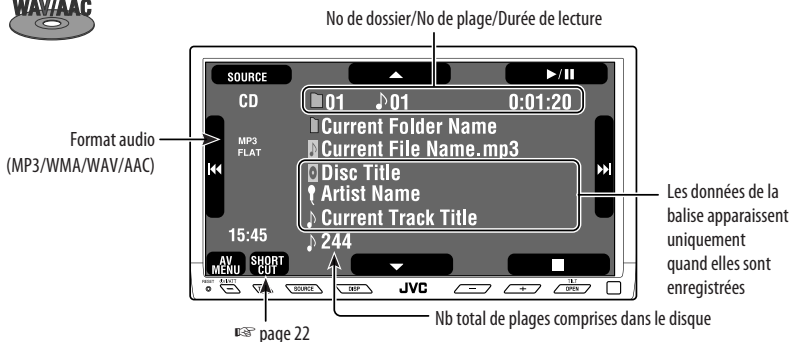 WAV/AAC
No de dossier/No de plage/Durée de lecture
SOURCE
CD
01 01 0:01:20
Current Folder Name
MP3
FLAT
Current File Name.mp3
Format audio
(MP3/WMA/WAV/AAC)
Disc Title
Artist Name
Current Track Title
Les données de la
balise apparaissent
uniquement
quand elles sont
enregistrées
15:45
244
AV
MENU
SHORT
CUT
RESET
SOURCE
DISP
JVC
TILT
OPEN
Nb total de plages comprises dans le disque
page 22